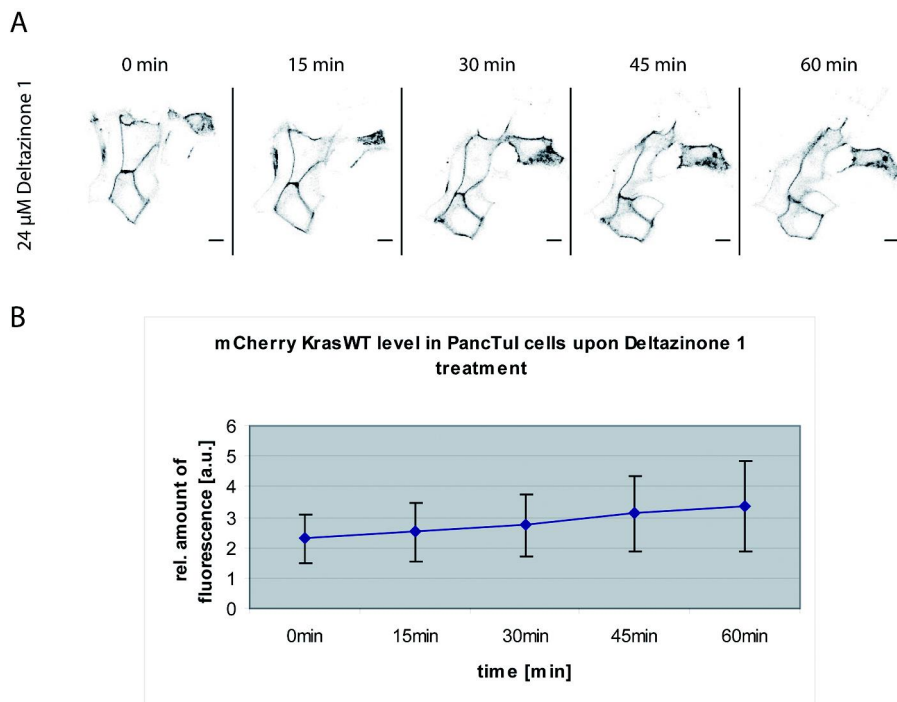 A
0 min 15 min 30 min 45 min 60 min
24 µM Deltazinone 1
B
mCherry KrasWT level in PancTuI cells upon Deltazinone 1
treatment
rel. amount of
fluorescence [a.u.]
6
5
4
3
2
1
0
0min 15min 30min 45min 60min
time [min]